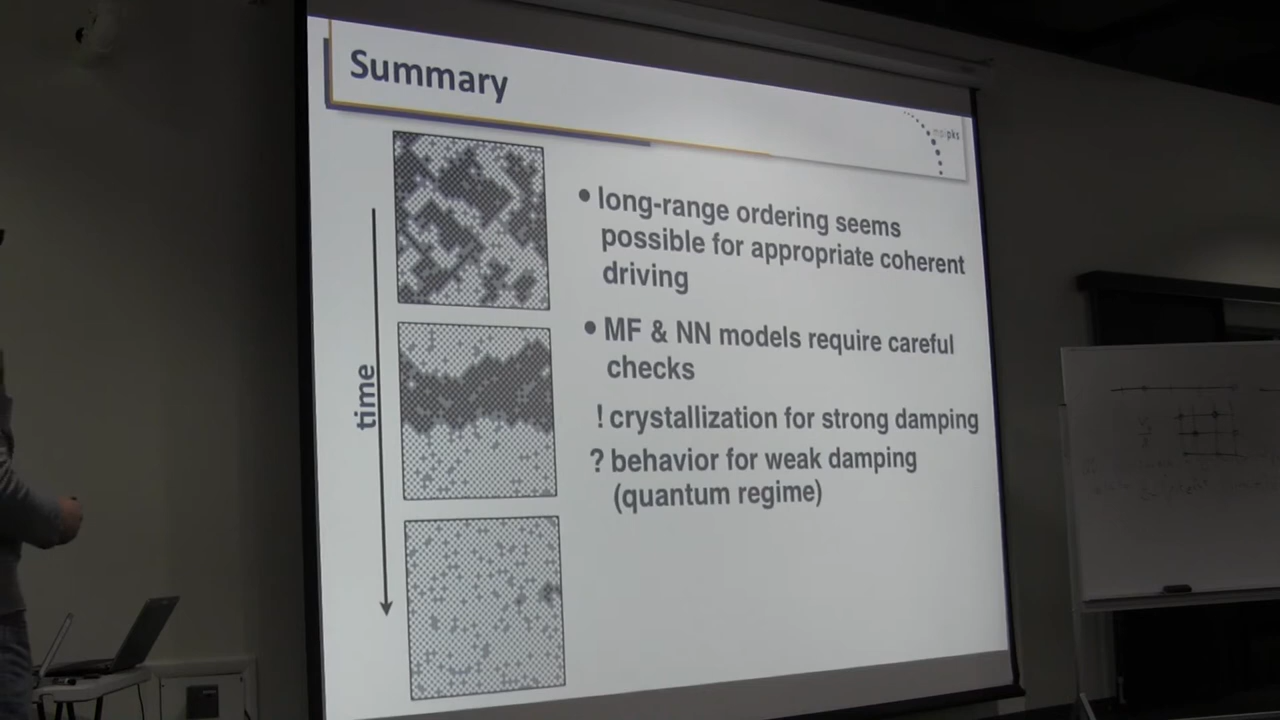 Summary
mpipks
• long-range ordering seems
possible for appropriate coherent
driving
• MF & NN models require careful
checks
! crystallization for strong damping
? behavior for weak damping
(quantum regime)
time